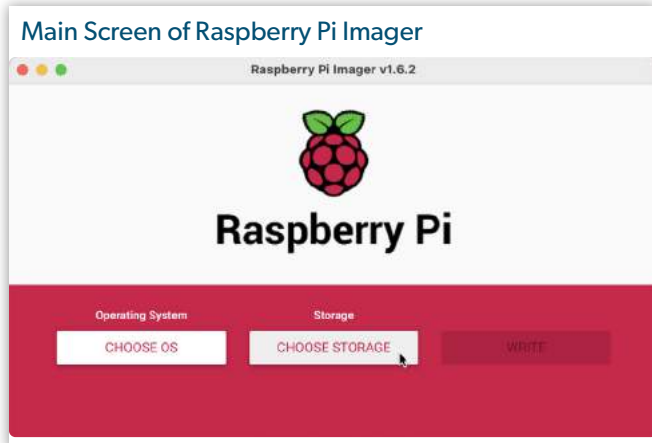 Main Screen of Raspberry Pi Imager
Raspberry Pi Imager v1.6.2
Raspberry Pi
Operating System Storage
CHOOSE OS CHOOSE STORAGE WRITE